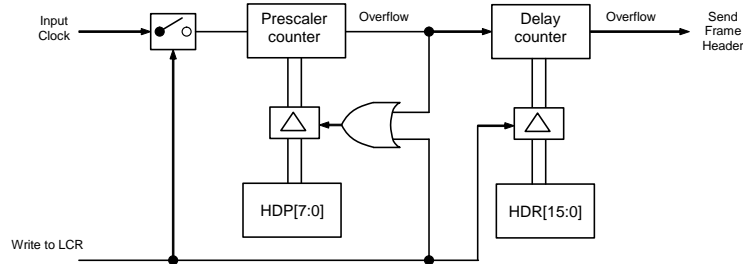 Input
Clock
Prescaler
counter
Overflow
Delay
counter
Overflow
Send
Frame
Header
HDP[7:0]
HDR[15:0]
Write to LCR